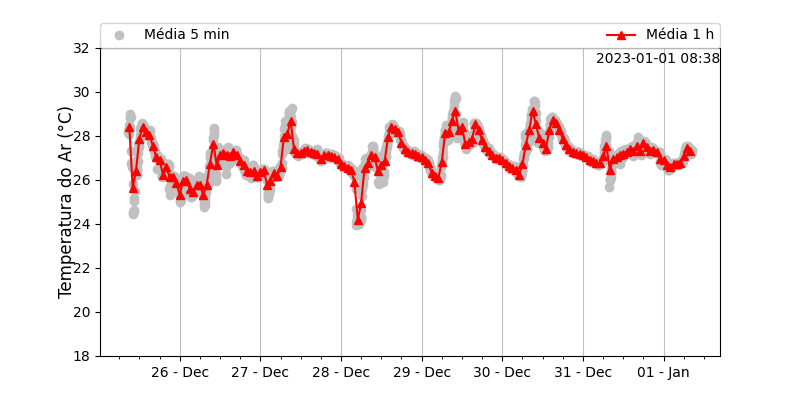 Média 5 min
Média 1 h
2023-01-01 08:38
Temperatura do Ar (°C)
32
30
28
26
24
22
20
18
26 - Dec
27 - Dec
28 - Dec
29 - Dec
30 - Dec
31 - Dec
01 - Jan